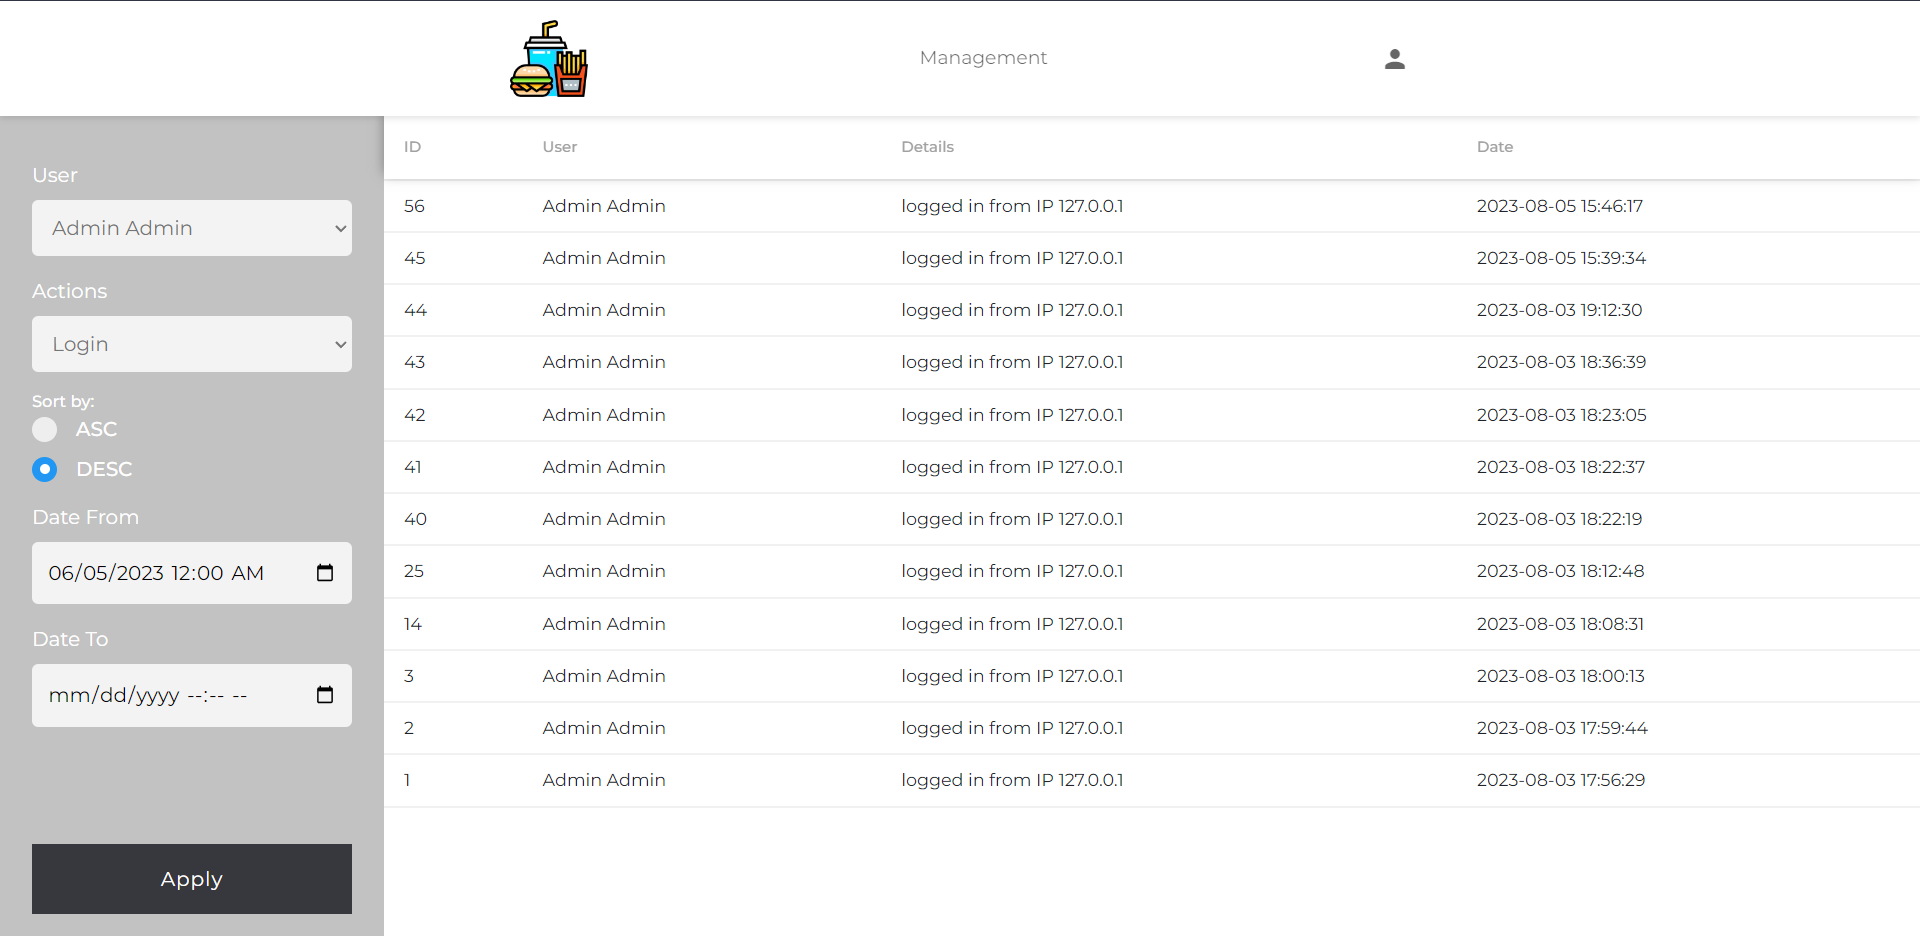 Management
User
Admin Admin
Actions
Login
Sort by:
ASC
DESC
Date From
06/05/2023 12:00 AM
Date To
mm/dd/yyyy --:-- --
Apply
ID User Details Date
56 Admin Admin logged in from IP 127.0.0.1 2023-08-05 15:46:17
45 Admin Admin logged in from IP 127.0.0.1 2023-08-05 15:39:34
44 Admin Admin logged in from IP 127.0.0.1 2023-08-03 19:12:30
43 Admin Admin logged in from IP 127.0.0.1 2023-08-03 18:36:39
42 Admin Admin logged in from IP 127.0.0.1 2023-08-03 18:23:05
41 Admin Admin logged in from IP 127.0.0.1 2023-08-03 18:22:37
40 Admin Admin logged in from IP 127.0.0.1 2023-08-03 18:22:19
25 Admin Admin logged in from IP 127.0.0.1 2023-08-03 18:12:48
14 Admin Admin logged in from IP 127.0.0.1 2023-08-03 18:08:31
3 Admin Admin logged in from IP 127.0.0.1 2023-08-03 18:00:13
2 Admin Admin logged in from IP 127.0.0.1 2023-08-03 17:59:44
1 Admin Admin logged in from IP 127.0.0.1 2023-08-03 17:56:29